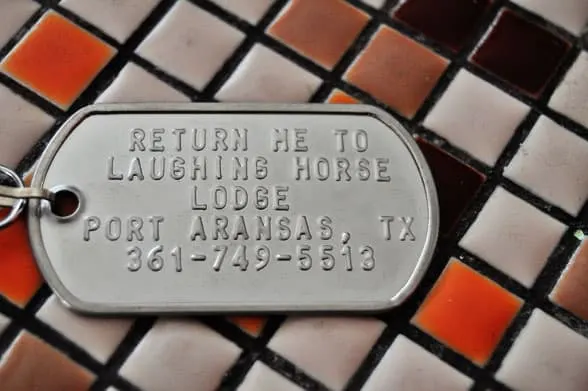 RETURN ME TO
LAUGHING HORSE
LODGE
PORT ARANSAS, TX
361-749-5513